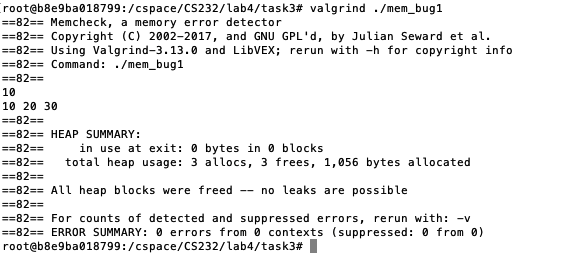 [root@b8e9ba018799:/cspace/CS232/lab4/task3# valgrind ./mem_bug1
==82== Memcheck, a memory error detector
==82== Copyright (C) 2002-2017, and GNU GPL'd, by Julian Seward et al.
==82== Using Valgrind-3.13.0 and LibVEX; rerun with -h for copyright info
==82== Command: ./mem_bug1
==82==
10
10 20 30
==82==
==82== HEAP SUMMARY:
==82==     in use at exit: 0 bytes in 0 blocks
==82==   total heap usage: 3 allocs, 3 frees, 1,056 bytes allocated
==82==
==82== All heap blocks were freed -- no leaks are possible
==82==
==82== For counts of detected and suppressed errors, rerun with: -v
==82== ERROR SUMMARY: 0 errors from 0 contexts (suppressed: 0 from 0)
root@b8e9ba018799:/cspace/CS232/lab4/task3#